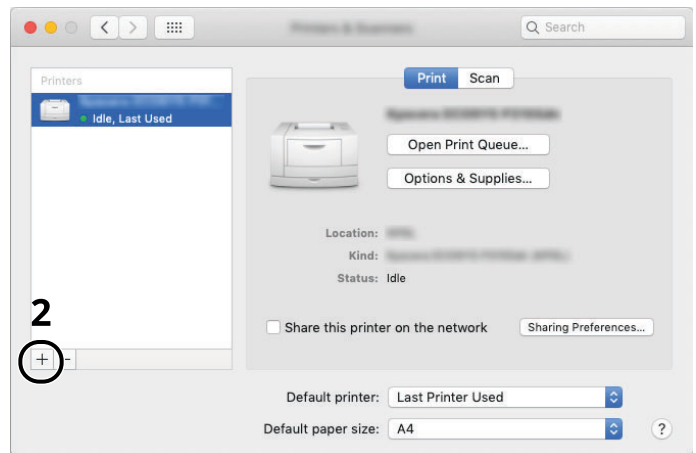 Search
Printers
Idle, Last Used
Print Scan
Open Print Queue...
Options & Supplies...
Location:
Kind:
Status: Idle
2
Share this printer on the network Sharing Preferences...
+ -
Default printer: Last Printer Used
Default paper size: A4 ?